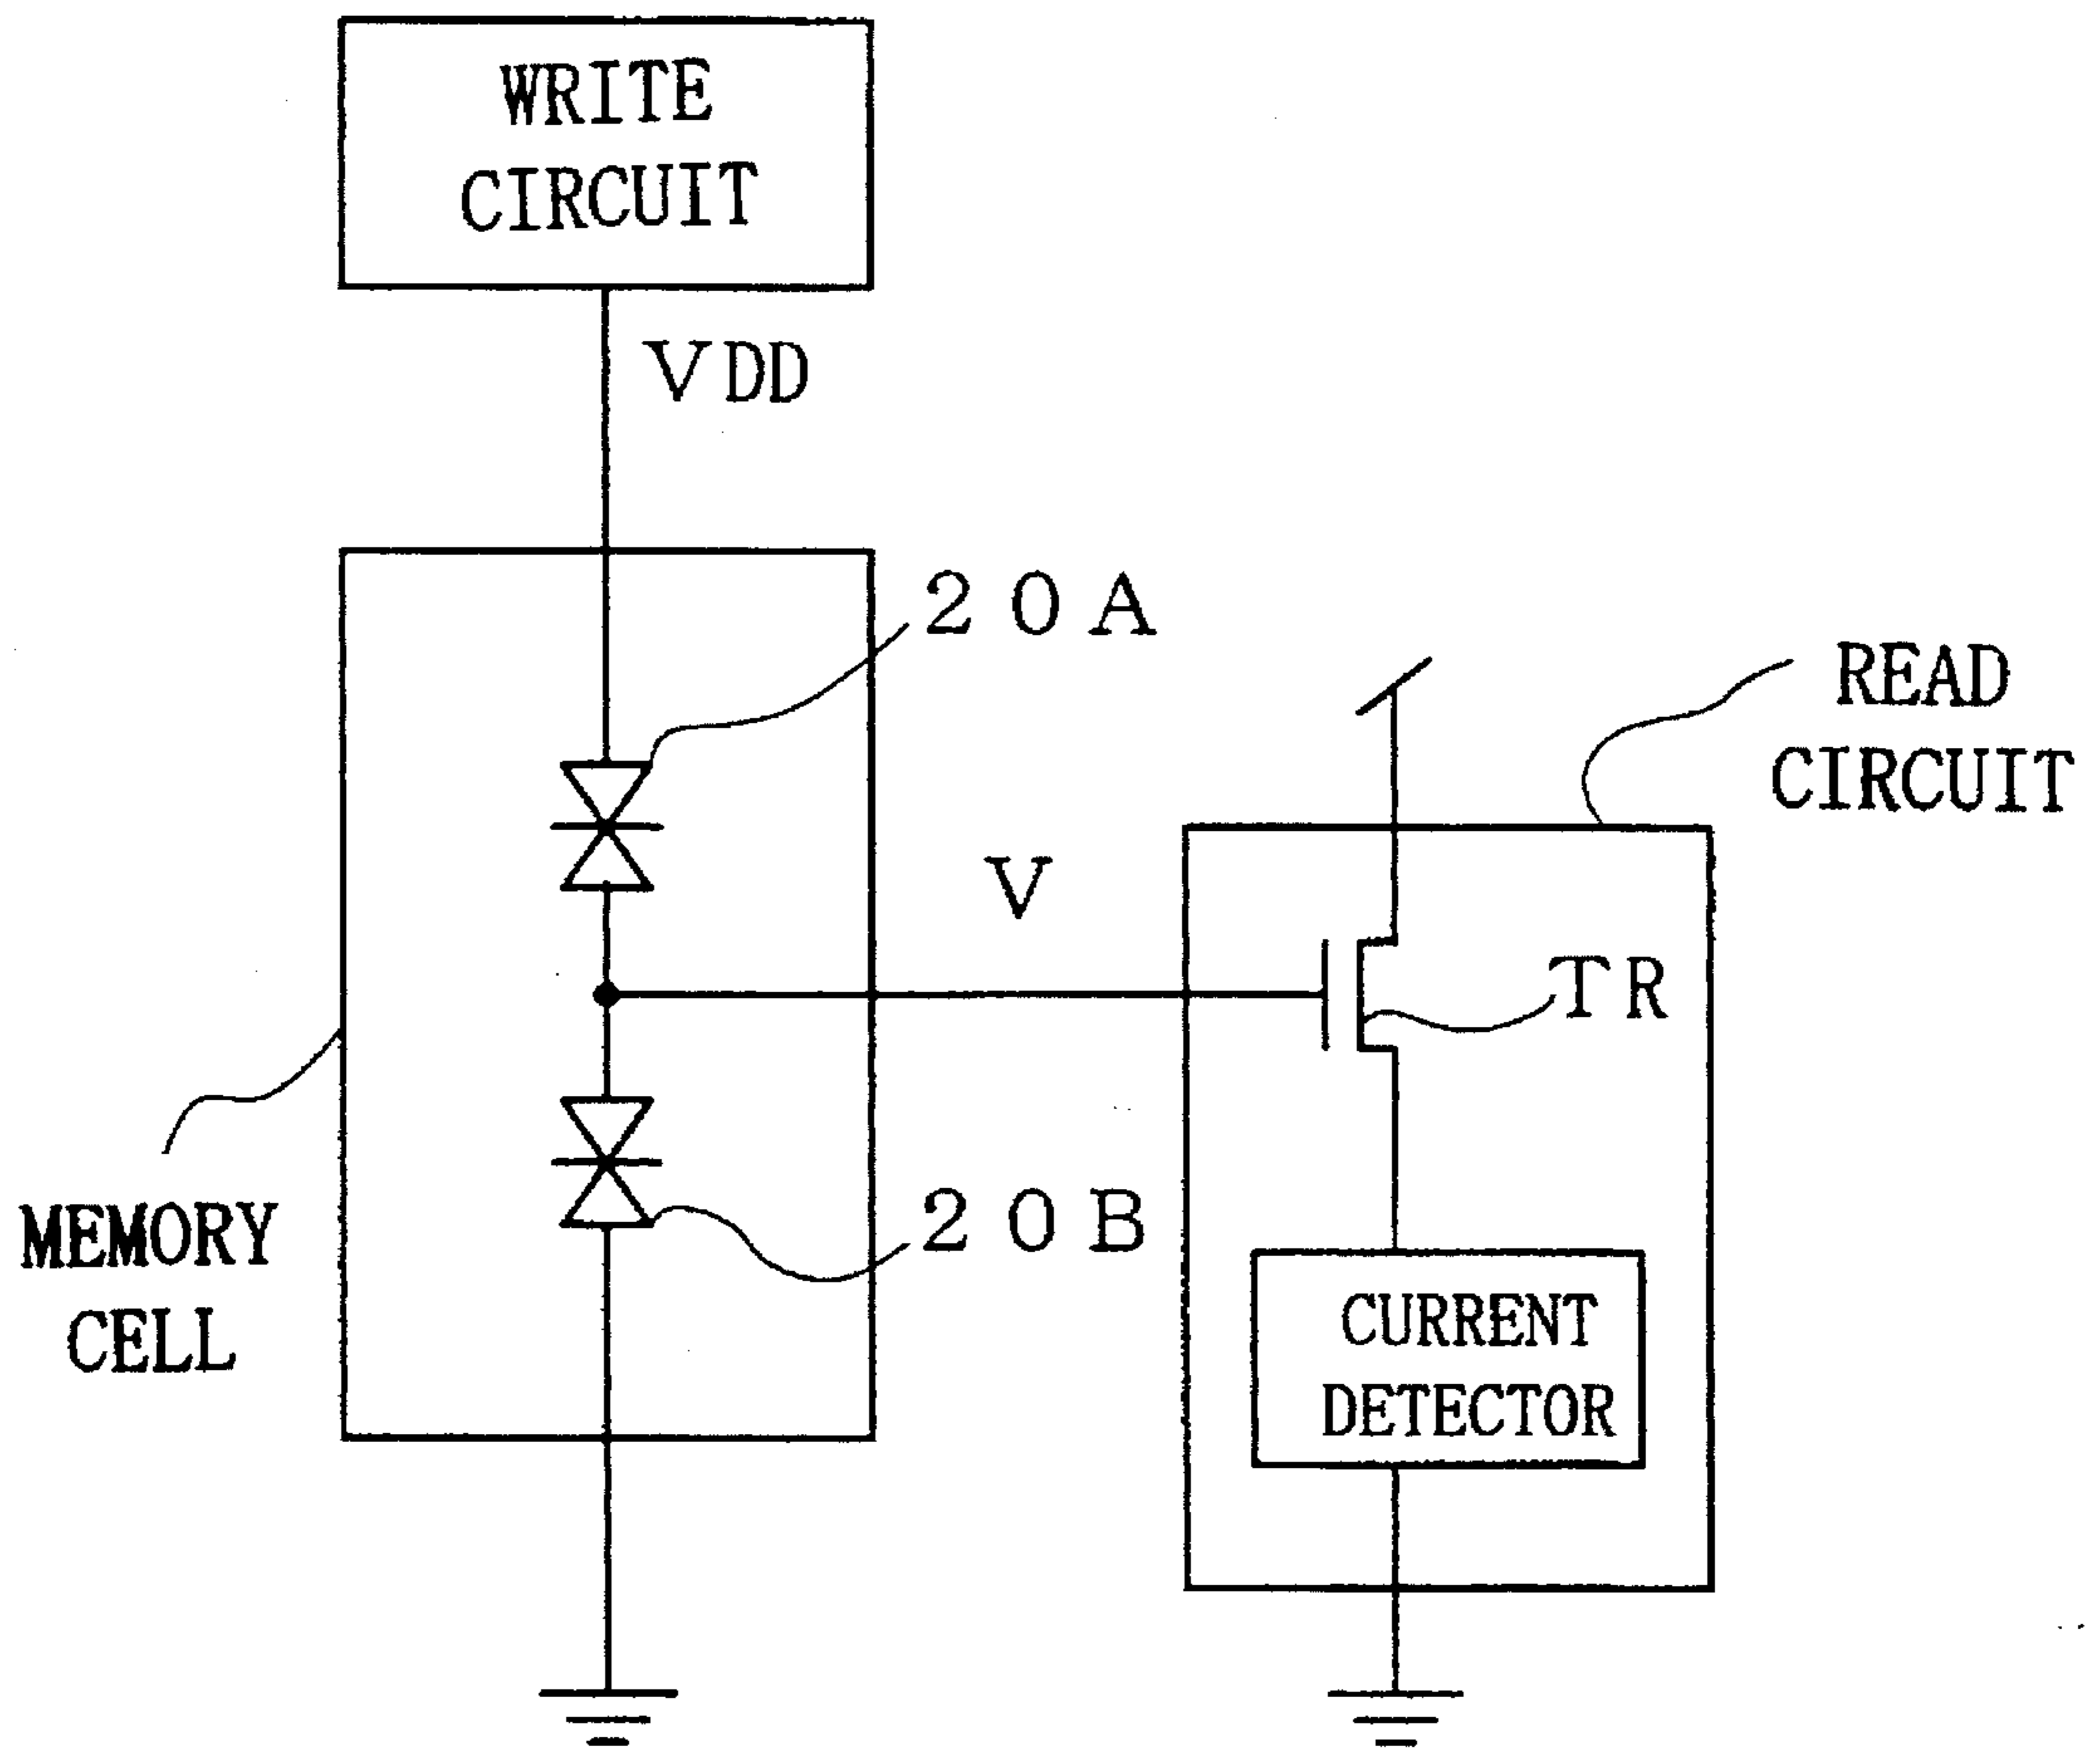 WRITE
CIRCUIT
VDD
20A
READ
CIRCUIT
V
TR
MEMORY
CELL
20B
CURRENT
DETECTOR